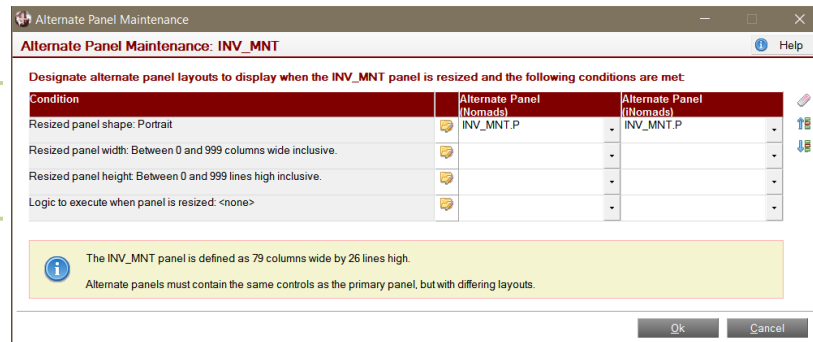 Alternate Panel Maintenance
Alternate Panel Maintenance: INV_MNT
Help
Designate alternate panel layouts to display when the INV_MNT panel is resized and the following conditions are met:
Condition
Alternate Panel
(Nomads)
Alternate Panel
(iNomads)
Resized panel shape: Portrait
INV_MNT.P
INV_MNT.P
Resized panel width: Between 0 and 999 columns wide inclusive.
Resized panel height: Between 0 and 999 lines high inclusive.
Logic to execute when panel is resized: <none>
The INV_MNT panel is defined as 79 columns wide by 26 lines high.
Alternate panels must contain the same controls as the primary panel, but with differing layouts.
Ok
Cancel